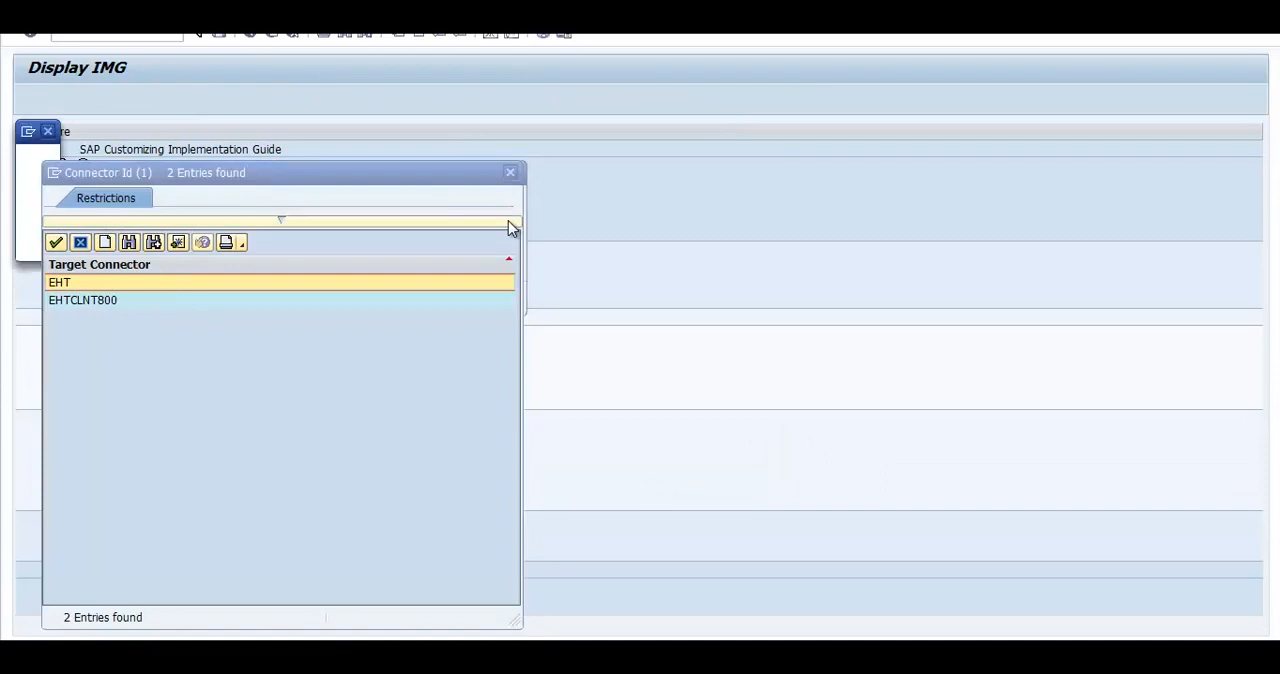 Display IMG
re
SAP Customizing Implementation Guide
Connector Id (1) 2 Entries found
Restrictions
Target Connector
EHT
EHTCLNT800
2 Entries found